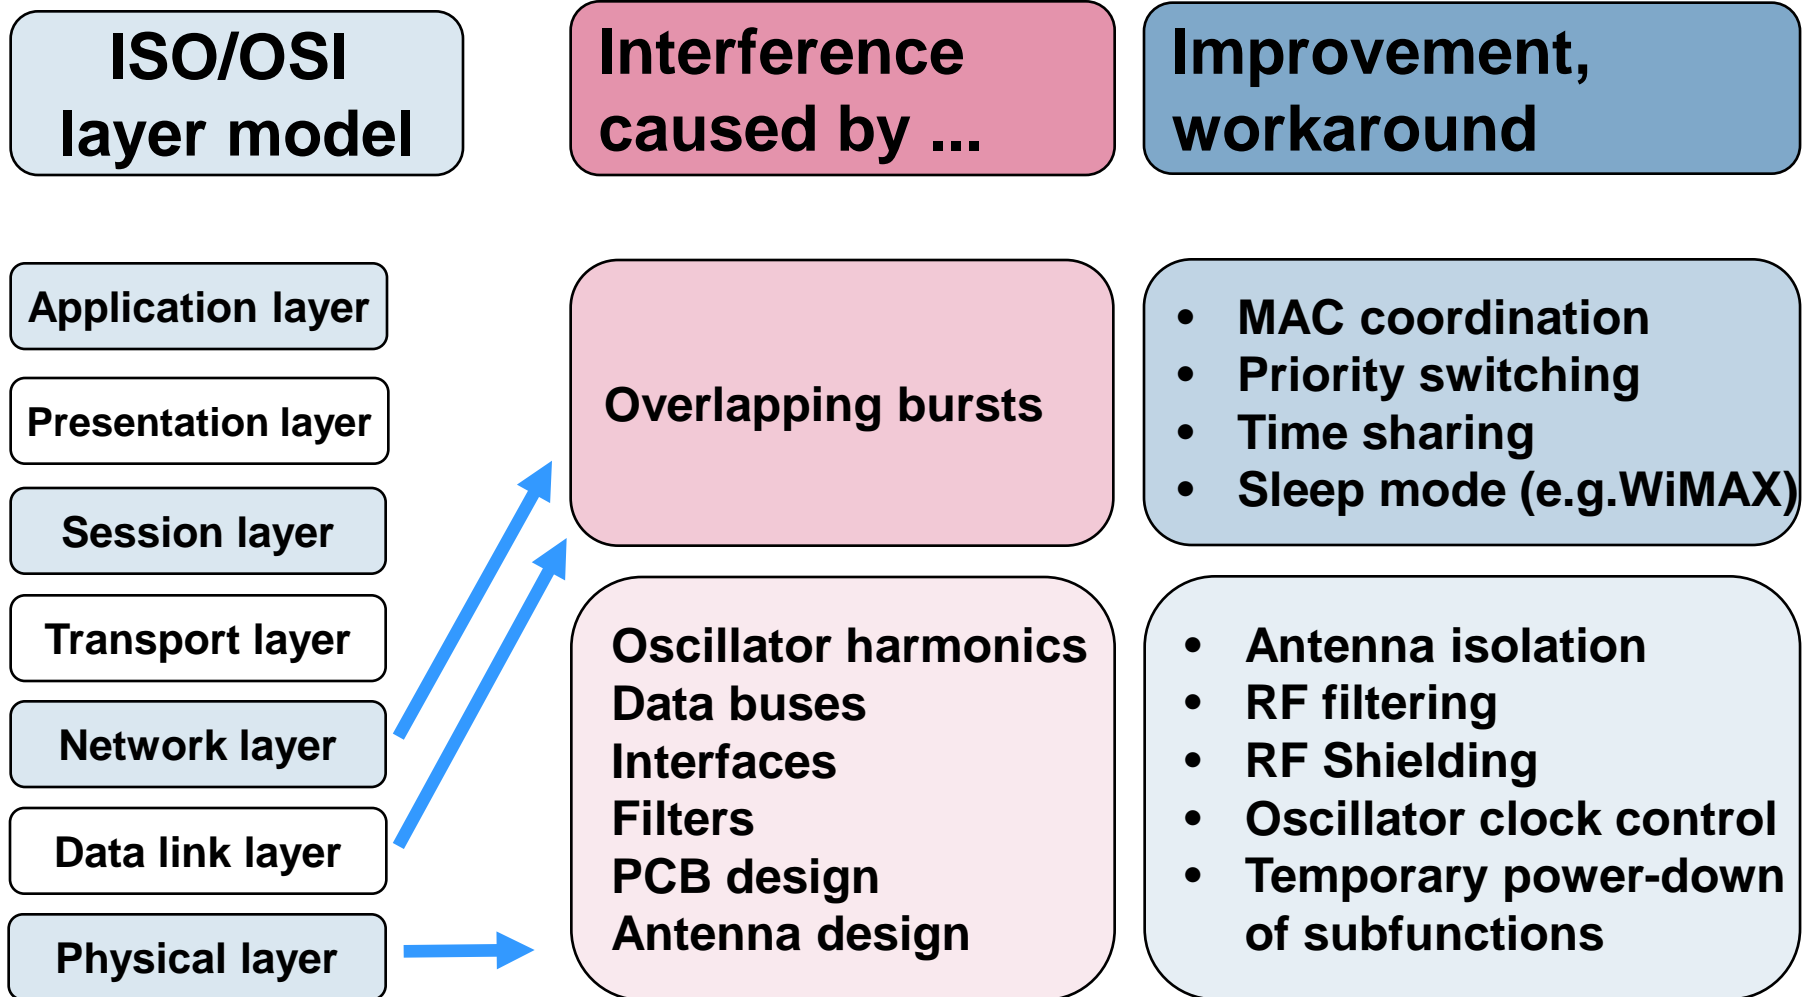 ISO/OSI
layer model
Interference
caused by ...
Improvement,
workaround
Application layer
Presentation layer
Session layer
Transport layer
Network layer
Data link layer
Physical layer
Overlapping bursts
• MAC coordination
• Priority switching
• Time sharing
• Sleep mode (e.g.WiMAX)
Oscillator harmonics
Data buses
Interfaces
Filters
PCB design
Antenna design
• Antenna isolation
• RF filtering
• RF Shielding
• Oscillator clock control
• Temporary power-down
of subfunctions